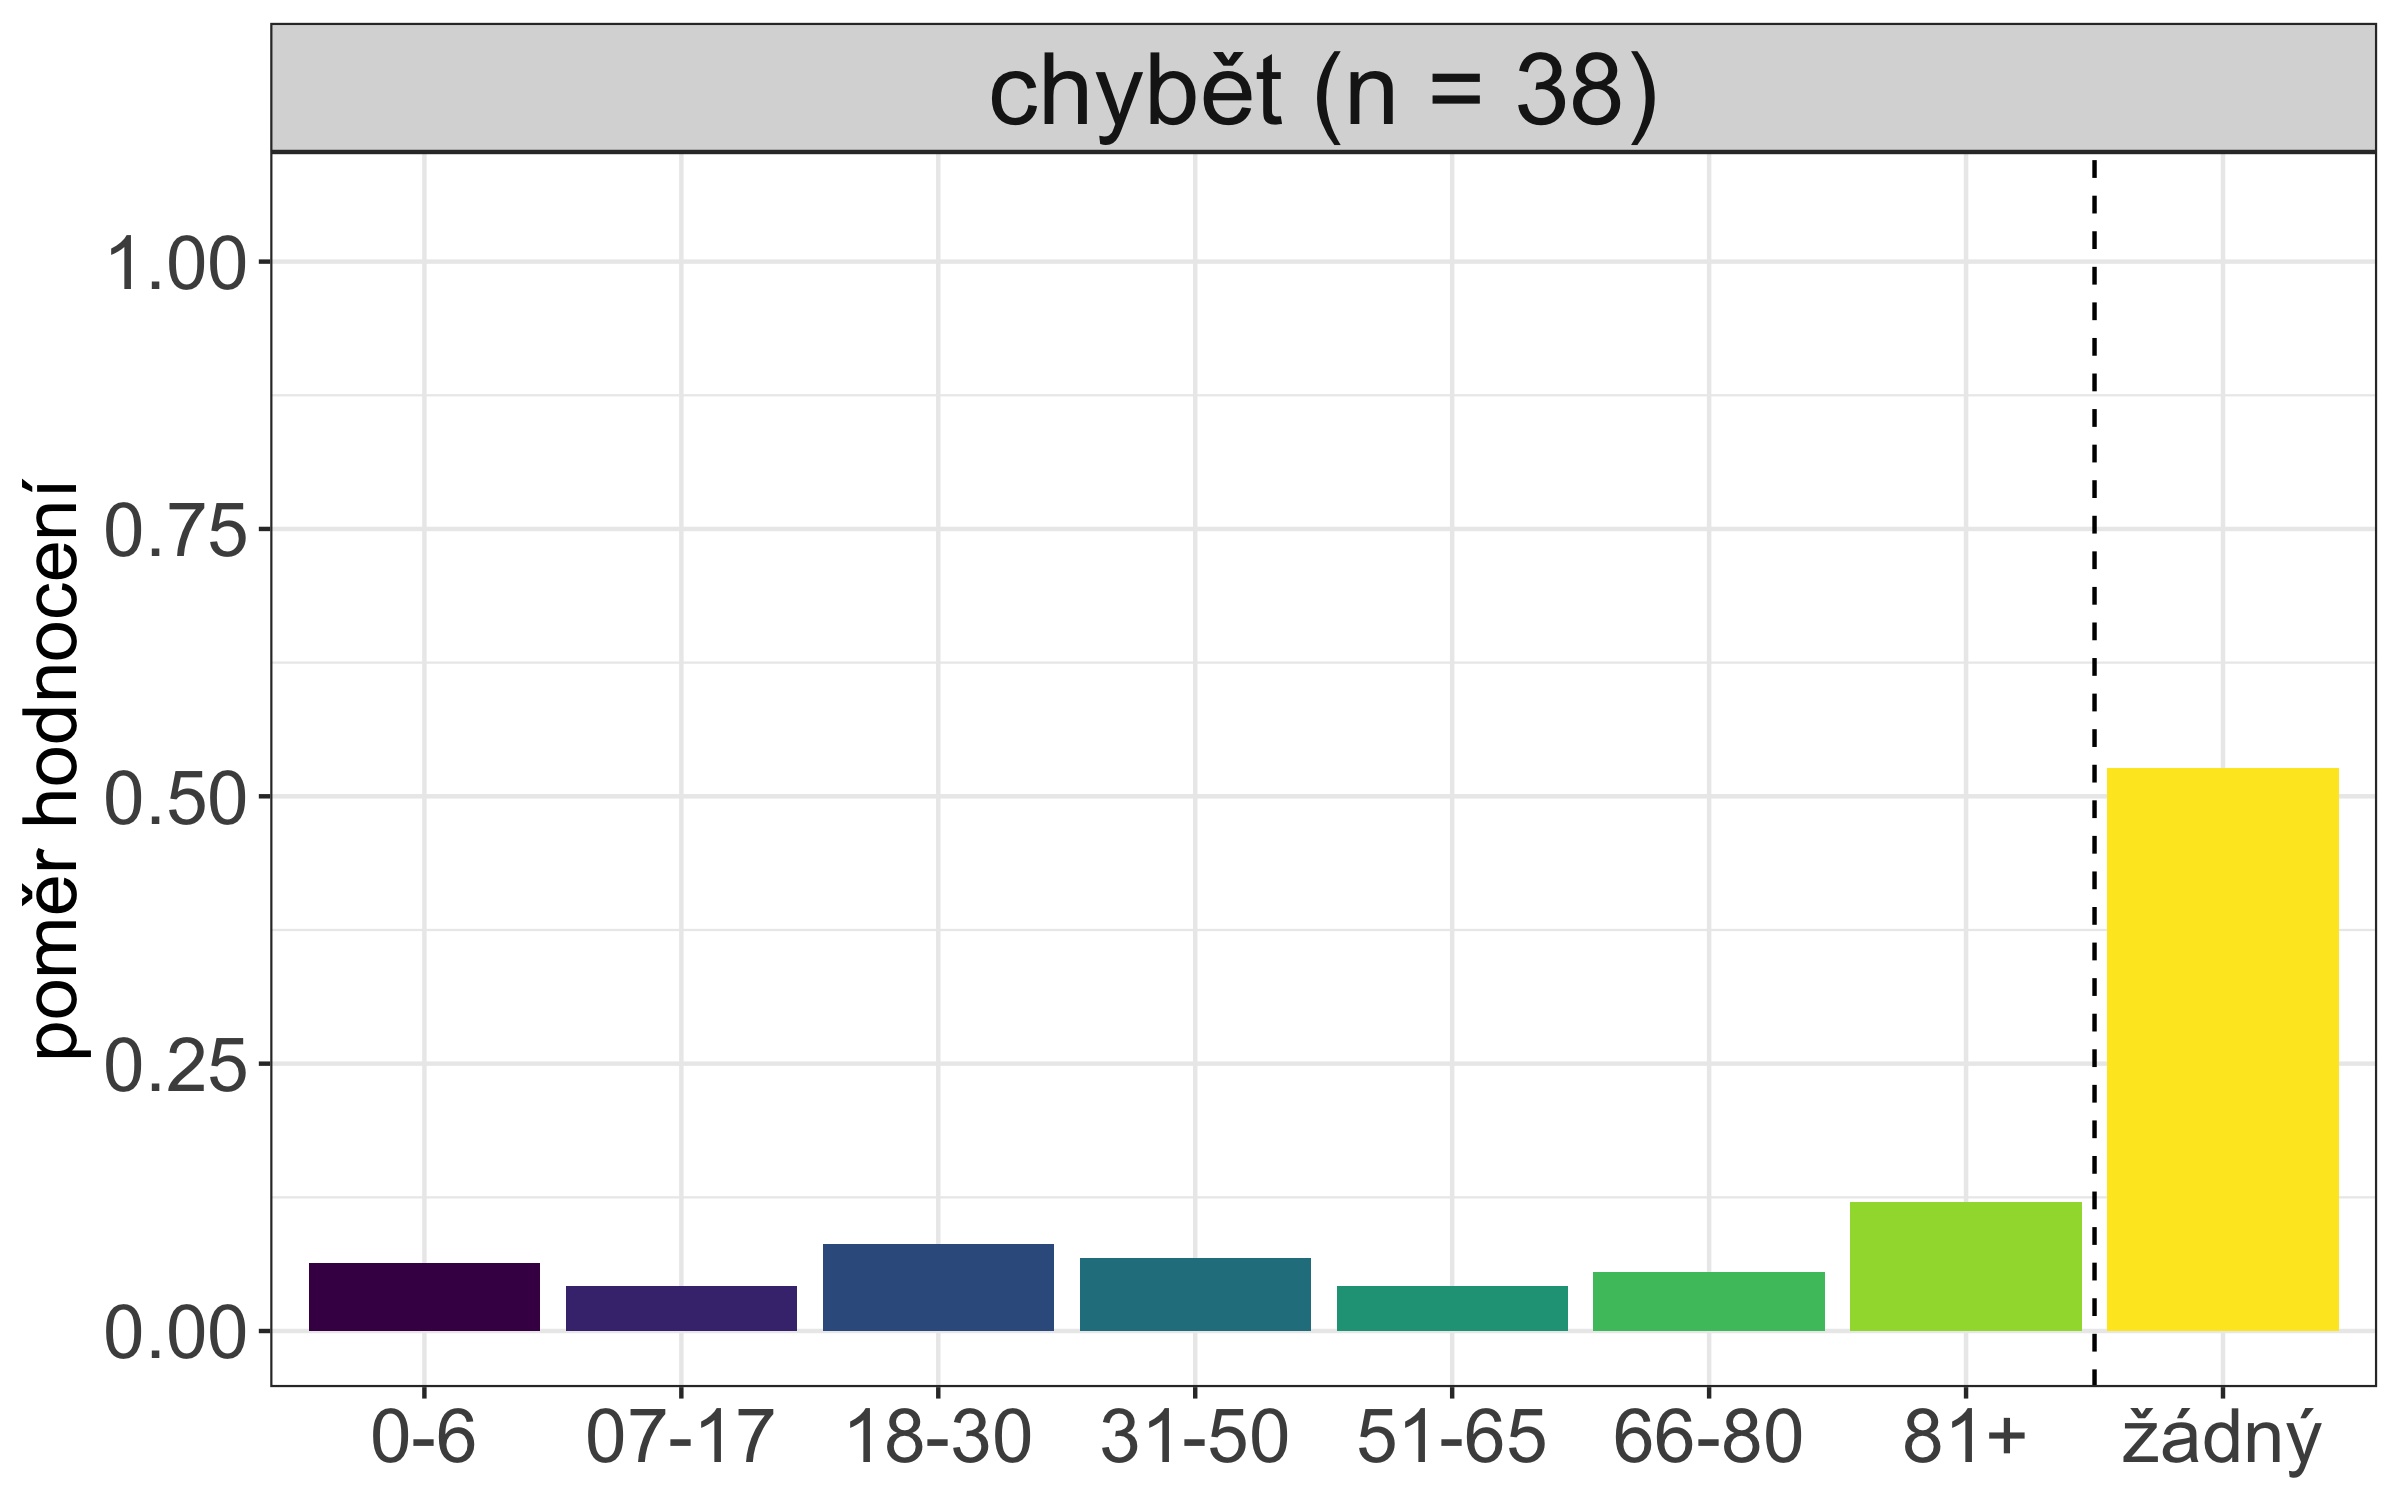 chybět (n = 38)
poměr hodnocení
1.00
0.75
0.50
0.25
0.00
0-6 07-17 18-30 31-50 51-65 66-80 81+ žádný